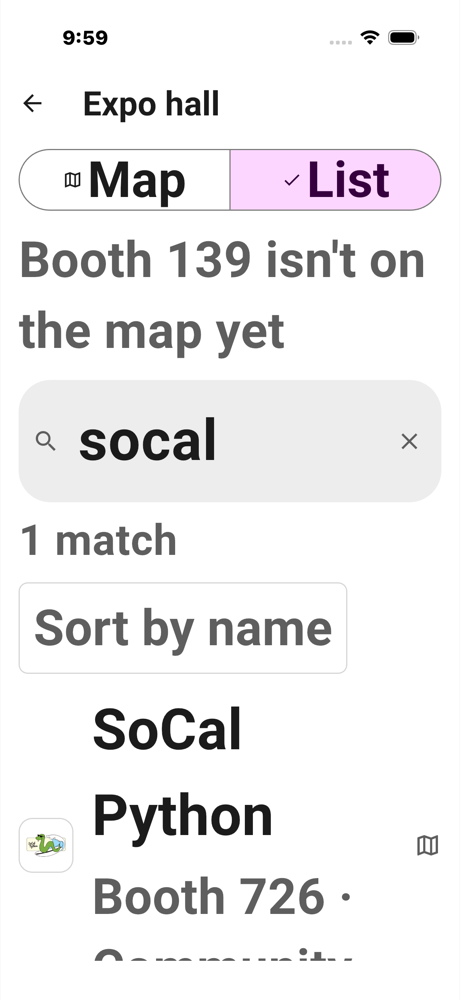 9:59
Expo hall
Map
List
Booth 139 isn't on
the map yet
socal
1 match
Sort by name
SoCal
Python
Booth 726 ·
Community